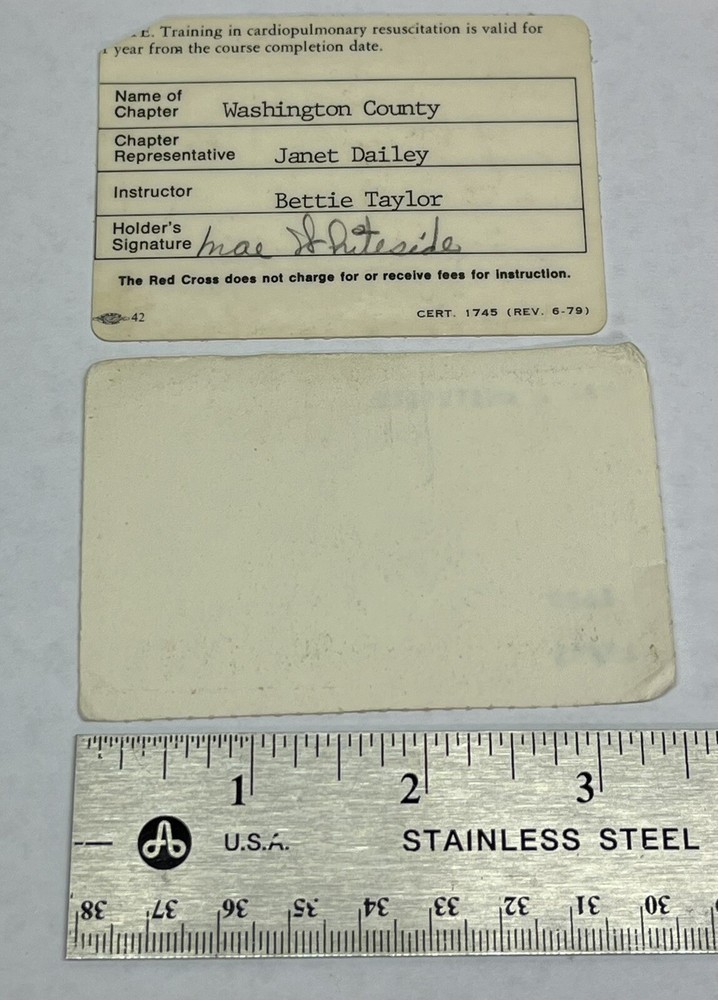 E. Training in cardiopulmonary resuscitation is valid for
1 year from the course completion date.
Name of Chapter Washington County
Chapter Representative Janet Dailey
Instructor Bettie Taylor
Holder's Signature Mae Whiteside
The Red Cross does not charge for or receive fees for instruction.
42 CERT. 1745 (REV. 6-79)
1 2 3
U.S.A. STAINLESS STEEL
38 37 36 35 34 33 32 31 30